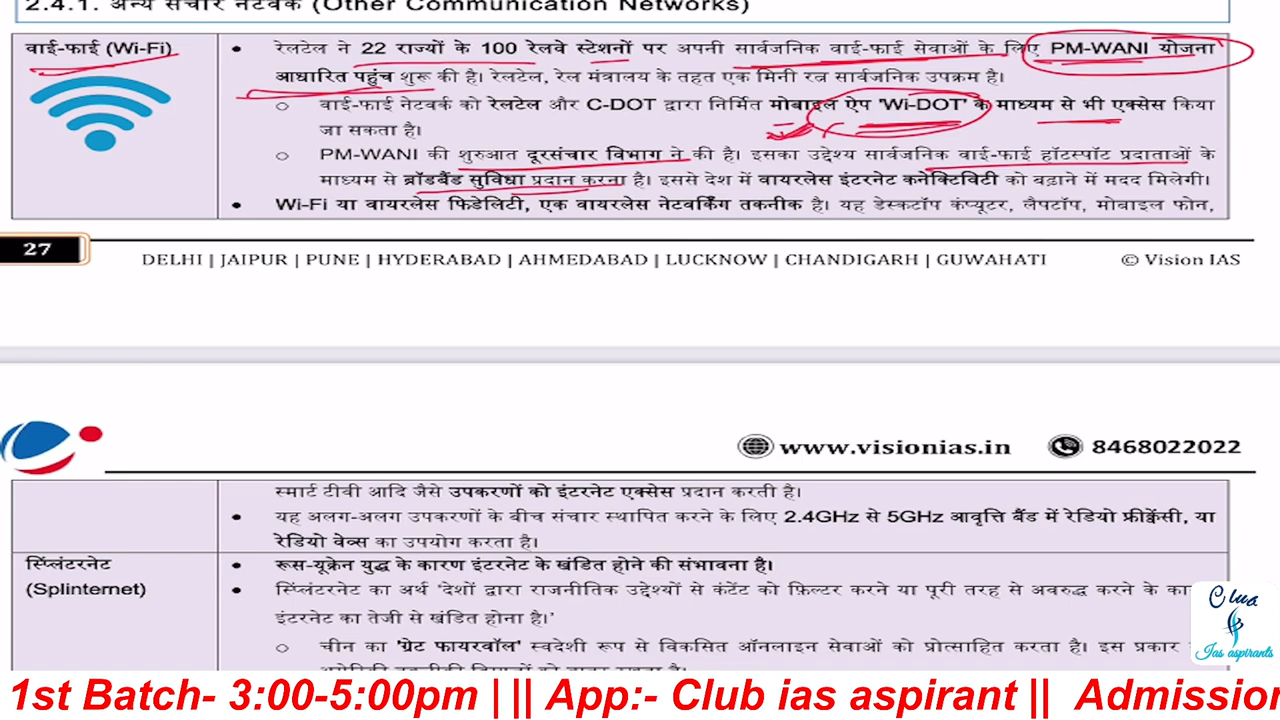 2.4.1. अन्य संचार नेटवर्क (Other Communication Networks)
वाई-फाई (Wi-Fi)
• रेलटेल ने 22 राज्यों के 100 रेलवे स्टेशनों पर अपनी सार्वजनिक वाई-फाई सेवाओं के लिए PM-WANI योजना
आधारित पहुंच शुरू की है। रेलटेल, रेल मंत्रालय के तहत एक मिनी रत्न सार्वजनिक उपक्रम है।
○ वाई-फाई नेटवर्क को रेलटेल और C-DOT द्वारा निर्मित मोबाइल ऐप 'Wi-DOT' के माध्यम से भी एक्सेस किया
जा सकता है।
○ PM-WANI की शुरुआत दूरसंचार विभाग ने की है। इसका उद्देश्य सार्वजनिक वाई-फाई हॉटस्पॉट प्रदाताओं के
माध्यम से ब्रॉडबैंड सुविधा प्रदान करना है। इससे देश में वायरलेस इंटरनेट कनेक्टिविटी को बढ़ाने में मदद मिलेगी।
• Wi-Fi या वायरलेस फिडेलिटी, एक वायरलेस नेटवर्किंग तकनीक है। यह डेस्कटॉप कंप्यूटर, लैपटॉप, मोबाइल फोन,
27
DELHI | JAIPUR | PUNE | HYDERABAD | AHMEDABAD | LUCKNOW | CHANDIGARH | GUWAHATI
© Vision IAS
www.visionias.in
8468022022
स्मार्ट टीवी आदि जैसे उपकरणों को इंटरनेट एक्सेस प्रदान करती है।
• यह अलग-अलग उपकरणों के बीच संचार स्थापित करने के लिए 2.4GHz से 5GHz आवृत्ति बैंड में रेडियो फ्रीक्वेंसी, या
रेडियो वेव्स का उपयोग करता है।
स्प्लिंटरनेट
(Splinternet)
• रूस-यूक्रेन युद्ध के कारण इंटरनेट के खंडित होने की संभावना है।
• स्प्लिंटरनेट का अर्थ 'देशों द्वारा राजनीतिक उद्देश्यों से कंटेंट को फ़िल्टर करने या पूरी तरह से अवरुद्ध करने के
इंटरनेट का तेजी से खंडित होना है।'
○ चीन का 'ग्रेट फायरवॉल' स्वदेशी रूप से विकसित ऑनलाइन सेवाओं को प्रोत्साहित करता है। इस प्रकार
Club
Ias aspirants
1st Batch- 3:00-5:00pm | || App:- Club ias aspirant || Admission